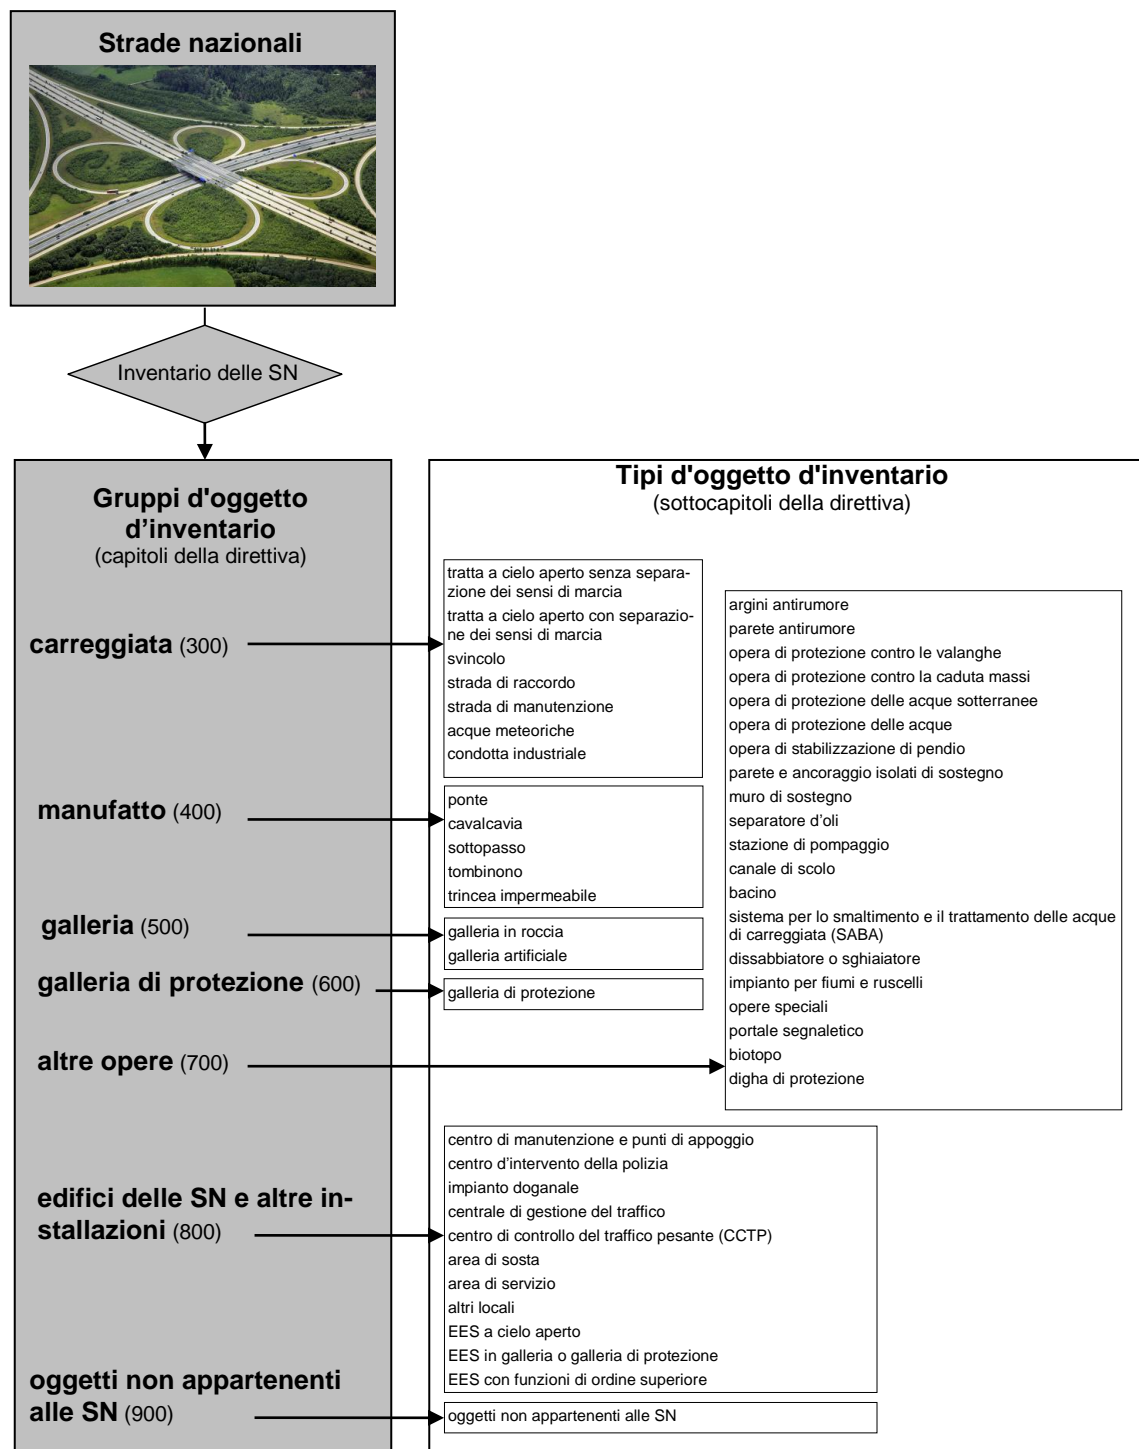 Strade nazionali
Inventario delle SN
Gruppi d'oggetto
d’inventario
(capitoli della direttiva)
carreggiata (300)
manufatto (400)
galleria (500)
galleria di protezione (600)
altre opere (700)
edifici delle SN e altre in-
stallazioni (800)
oggetti non appartenenti
alle SN (900)
Tipi d'oggetto d'inventario
(sottocapitoli della direttiva)
tratta a cielo aperto senza separa-
zione dei sensi di marcia
tratta a cielo aperto con separazio-
ne dei sensi di marcia
svincolo
strada di raccordo
strada di manutenzione
acque meteoriche
condotta industriale
ponte
cavalcavia
sottopasso
tombinono
trincea impermeabile
galleria in roccia
galleria artificiale
galleria di protezione
argini antirumore
parete antirumore
opera di protezione contro le valanghe
opera di protezione contro la caduta massi
opera di protezione delle acque sotterranee
opera di protezione delle acque
opera di stabilizzazione di pendio
parete e ancoraggio isolati di sostegno
muro di sostegno
separatore d’oli
stazione di pompaggio
canale di scolo
bacino
sistema per lo smaltimento e il trattamento delle acque
di carreggiata (SABA)
dissabbiatore o sghiaiatore
impianto per fiumi e ruscelli
opere speciali
portale segnaletico
biotopo
digha di protezione
centro di manutenzione e punti di appoggio
centro d'intervento della polizia
impianto doganale
centrale di gestione del traffico
centro di controllo del traffico pesante (CCTP)
area di sosta
area di servizio
altri locali
EES a cielo aperto
EES in galleria o galleria di protezione
EES con funzioni di ordine superiore
oggetti non appartenenti alle SN